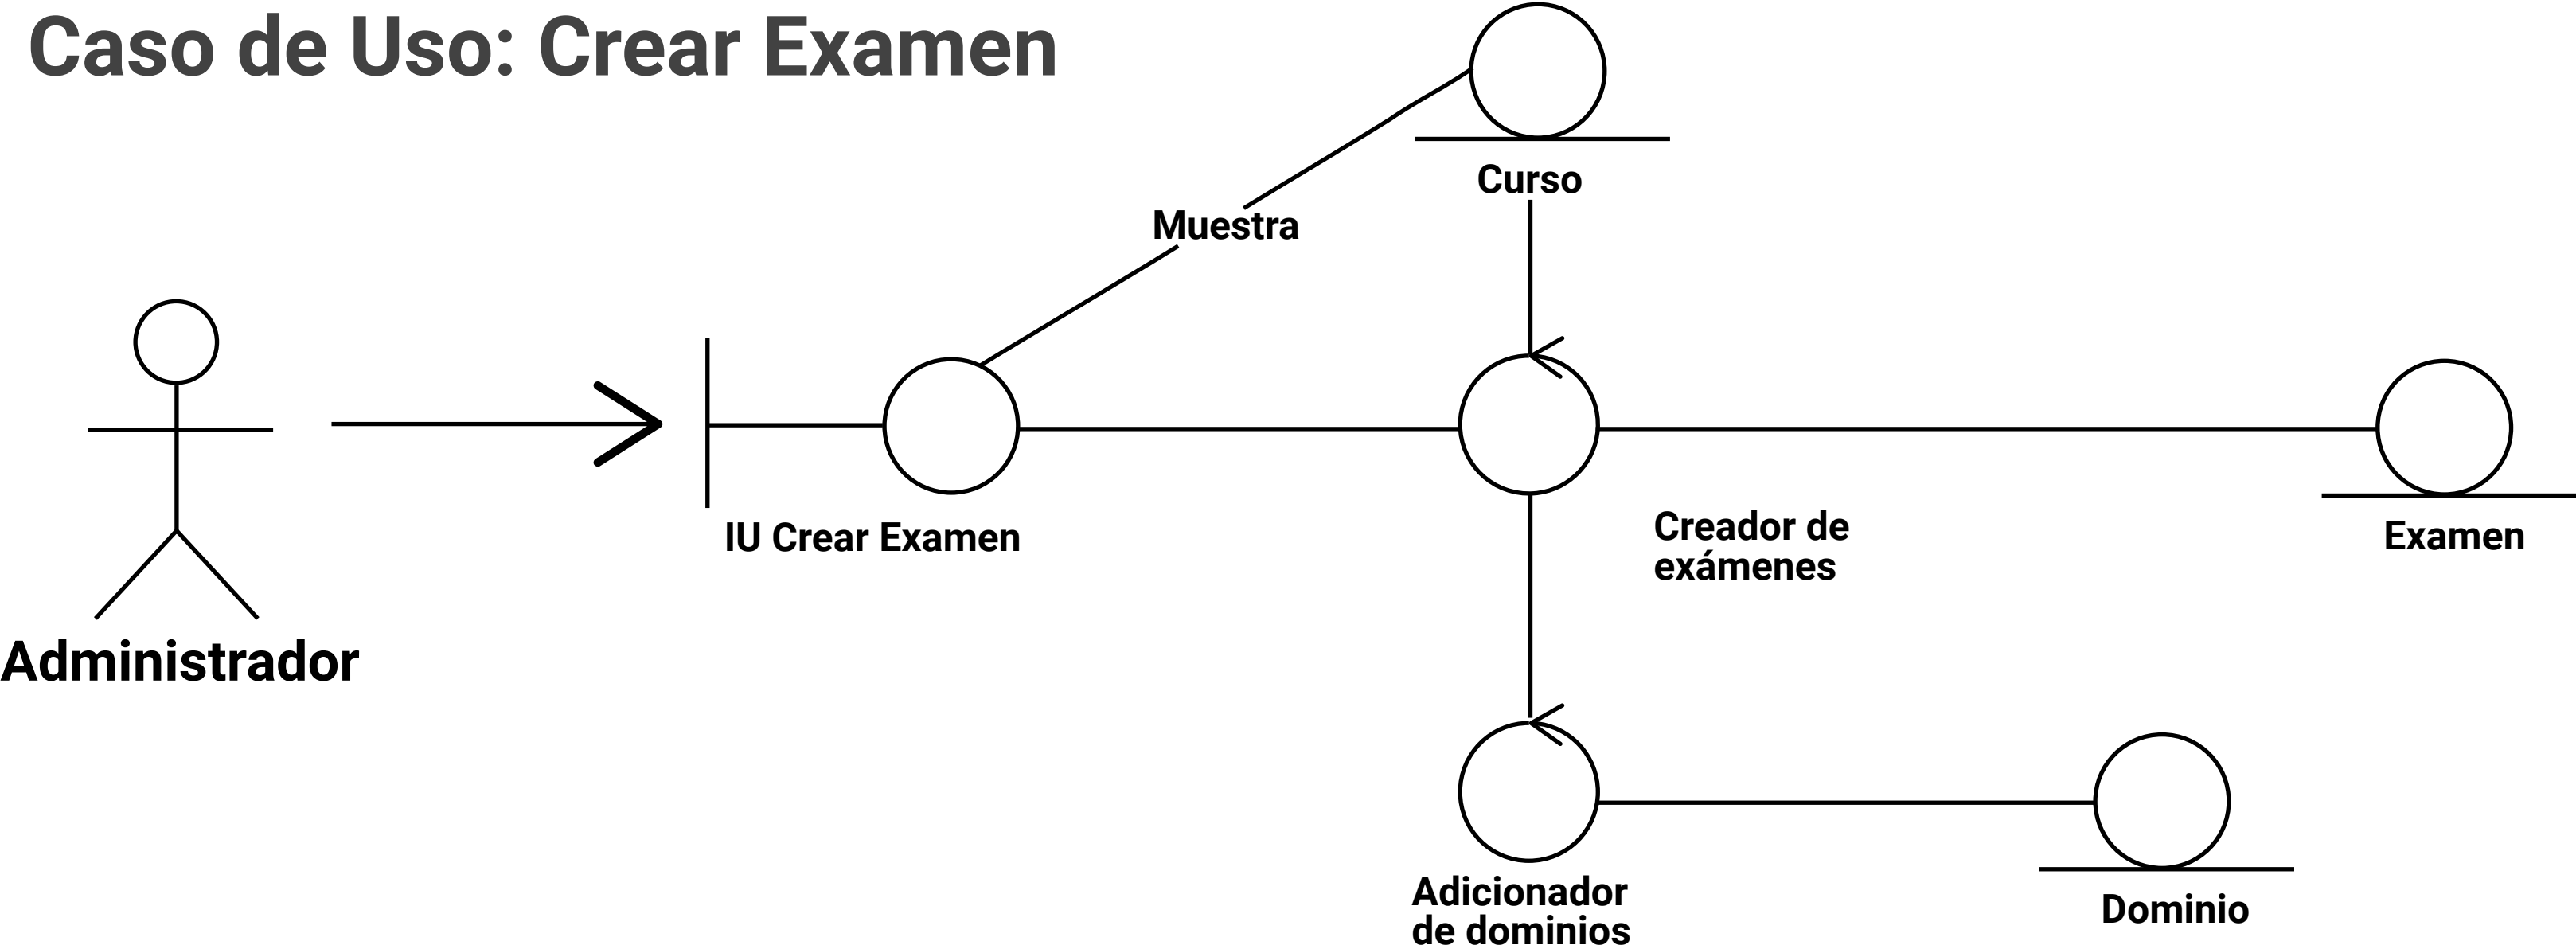 Caso de Uso: Crear Examen
Curso
Muestra
IU Crear Examen
Creador de
exámenes
Examen
Administrador
Adicionador
de dominios
Dominio